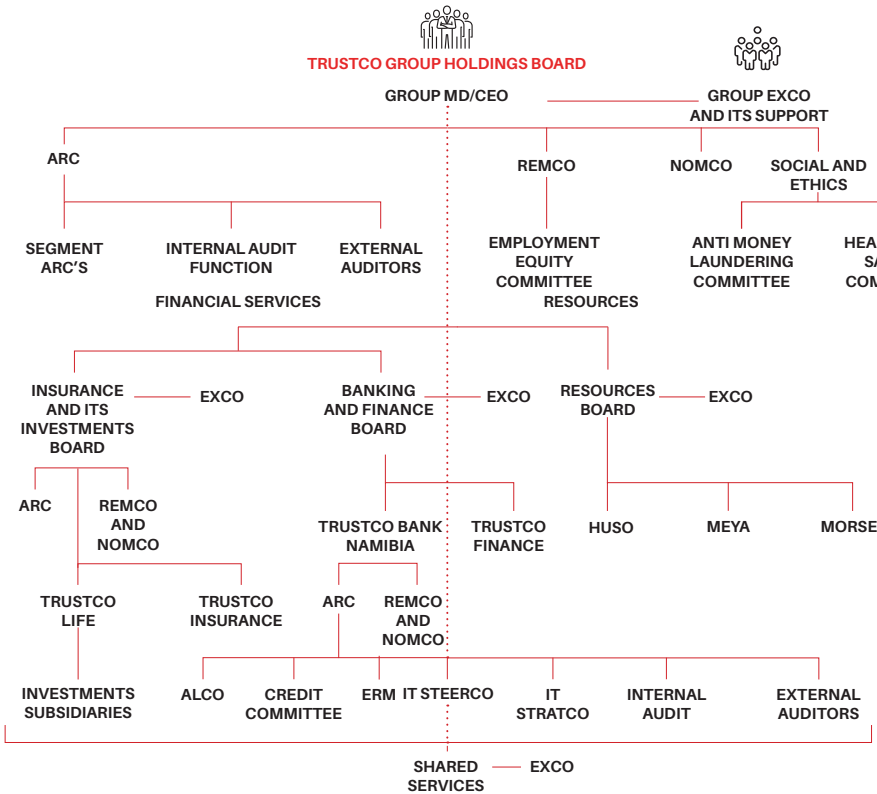 TRUSTCO GROUP HOLDINGS BOARD
GROUP MD/CEO
GROUP EXCO
AND ITS SUPPORT
ARC
REMCO
NOMCO
SOCIAL AND
ETHICS
SEGMENT
ARC'S
INTERNAL AUDIT
FUNCTION
EXTERNAL
AUDITORS
EMPLOYMENT
EQUITY
COMMITTEE
ANTI MONEY
LAUNDERING
COMMITTEE
HEA
SA
COM
FINANCIAL SERVICES
RESOURCES
INSURANCE
AND ITS
INVESTMENTS
BOARD
EXCO
BANKING
AND FINANCE
BOARD
EXCO
RESOURCES
BOARD
EXCO
ARC
REMCO
AND
NOMCO
TRUSTCO BANK
NAMIBIA
TRUSTCO
FINANCE
HUSO
MEYA
MORSE
TRUSTCO
LIFE
TRUSTCO
INSURANCE
ARC
REMCO
AND
NOMCO
INVESTMENTS
SUBSIDIARIES
ALCO
CREDIT
COMMITTEE
ERM
IT STEERCO
IT
STRATCO
INTERNAL
AUDIT
EXTERNAL
AUDITORS
SHARED
SERVICES
EXCO